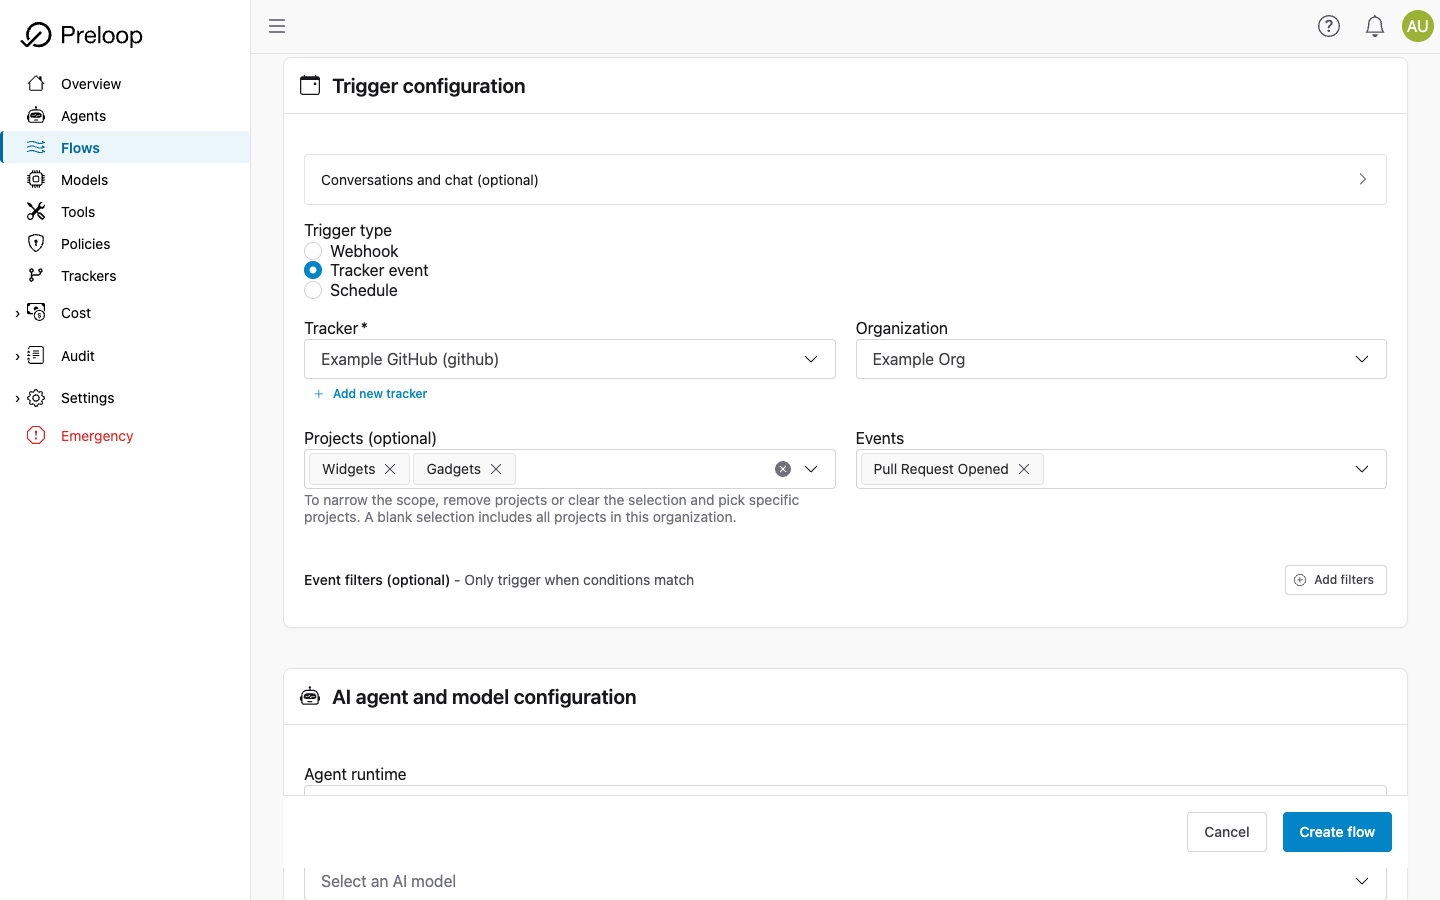 Preloop
AU
Overview
Agents
Flows
Models
Tools
Policies
Trackers
Cost
Audit
Settings
Emergency
Trigger configuration
Conversations and chat (optional)
Trigger type
Webhook
Tracker event
Schedule
Tracker *
Example GitHub (github)
Add new tracker
Organization
Example Org
Projects (optional)
Widgets
Gadgets
To narrow the scope, remove projects or clear the selection and pick specific
projects. A blank selection includes all projects in this organization.
Events
Pull Request Opened
Event filters (optional) - Only trigger when conditions match
Add filters
AI agent and model configuration
Agent runtime
Cancel
Create flow
Select an AI model